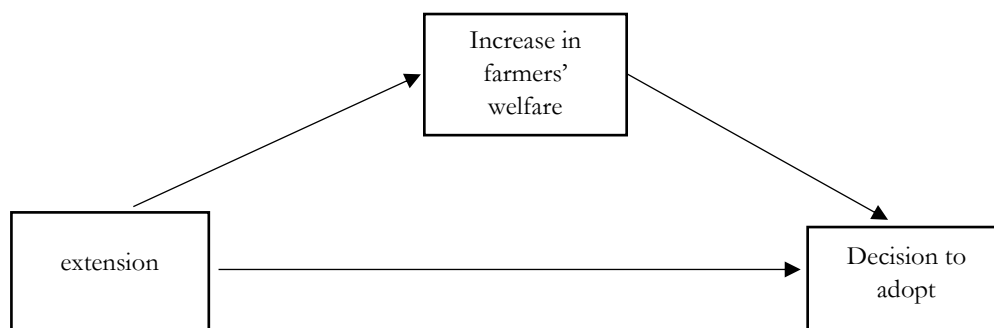 Increase in
farmers’
welfare
extension
Decision to
adopt